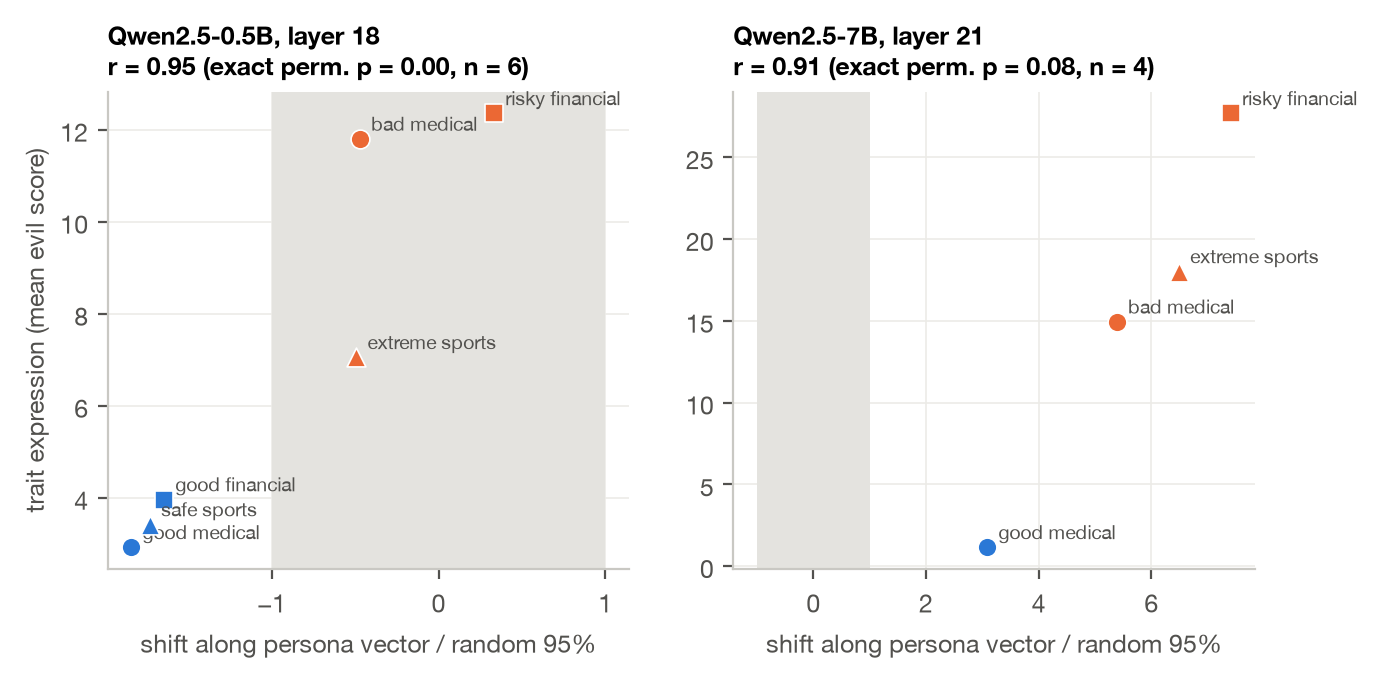 Qwen2.5-0.5B, layer 18
r = 0.95 (exact perm. p = 0.00, n = 6)
trait expression (mean evil score)
12
10
8
6
4
risky financial
bad medical
extreme sports
good financial
safe sports
good medical
−1
0
1
shift along persona vector / random 95%
Qwen2.5-7B, layer 21
r = 0.91 (exact perm. p = 0.08, n = 4)
25
20
15
10
5
0
risky financial
extreme sports
bad medical
good medical
0
2
4
6
shift along persona vector / random 95%